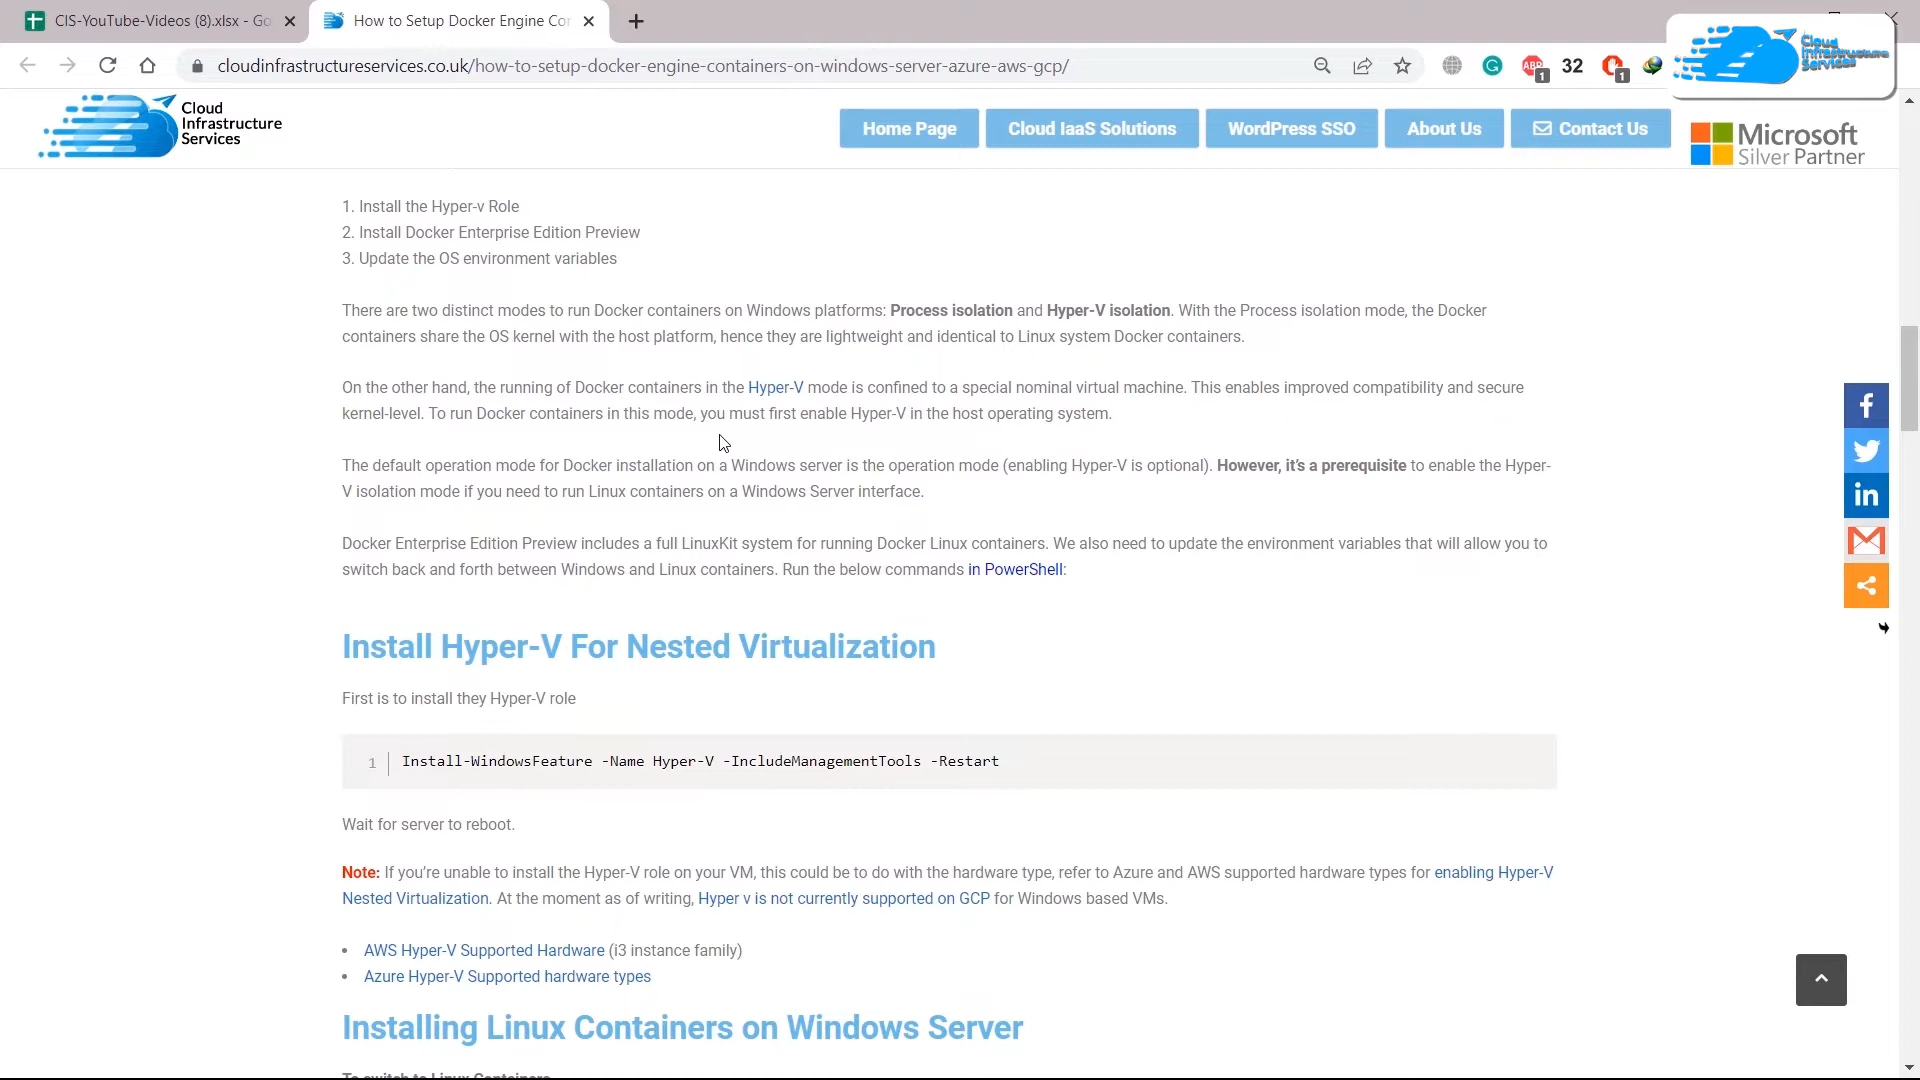 CIS-YouTube-Videos (8).xlsx - Go
How to Setup Docker Engine Con
cloudinfrastructureservices.co.uk/how-to-setup-docker-engine-containers-on-windows-server-azure-aws-gcp/
ABP
1
32
1
Cloud
Infrastructure
Services
Cloud
Infrastructure
Services
Home Page
Cloud IaaS Solutions
WordPress SSO
About Us
Contact Us
Microsoft
Silver Partner
1. Install the Hyper-v Role
2. Install Docker Enterprise Edition Preview
3. Update the OS environment variables
There are two distinct modes to run Docker containers on Windows platforms: Process isolation and Hyper-V isolation. With the Process isolation mode, the Docker
containers share the OS kernel with the host platform, hence they are lightweight and identical to Linux system Docker containers.
On the other hand, the running of Docker containers in the Hyper-V mode is confined to a special nominal virtual machine. This enables improved compatibility and secure
kernel-level. To run Docker containers in this mode, you must first enable Hyper-V in the host operating system.
The default operation mode for Docker installation on a Windows server is the operation mode (enabling Hyper-V is optional). However, it's a prerequisite to enable the Hyper-
V isolation mode if you need to run Linux containers on a Windows Server interface.
Docker Enterprise Edition Preview includes a full LinuxKit system for running Docker Linux containers. We also need to update the environment variables that will allow you to
switch back and forth between Windows and Linux containers. Run the below commands in PowerShell:
Install Hyper-V For Nested Virtualization
First is to install they Hyper-V role
1 Install-WindowsFeature -Name Hyper-V -IncludeManagementTools -Restart
Wait for server to reboot.
Note: If you're unable to install the Hyper-V role on your VM, this could be to do with the hardware type, refer to Azure and AWS supported hardware types for enabling Hyper-V
Nested Virtualization. At the moment as of writing, Hyper v is not currently supported on GCP for Windows based VMs.
• AWS Hyper-V Supported Hardware (i3 instance family)
• Azure Hyper-V Supported hardware types
Installing Linux Containers on Windows Server
To switch to Linux Containers